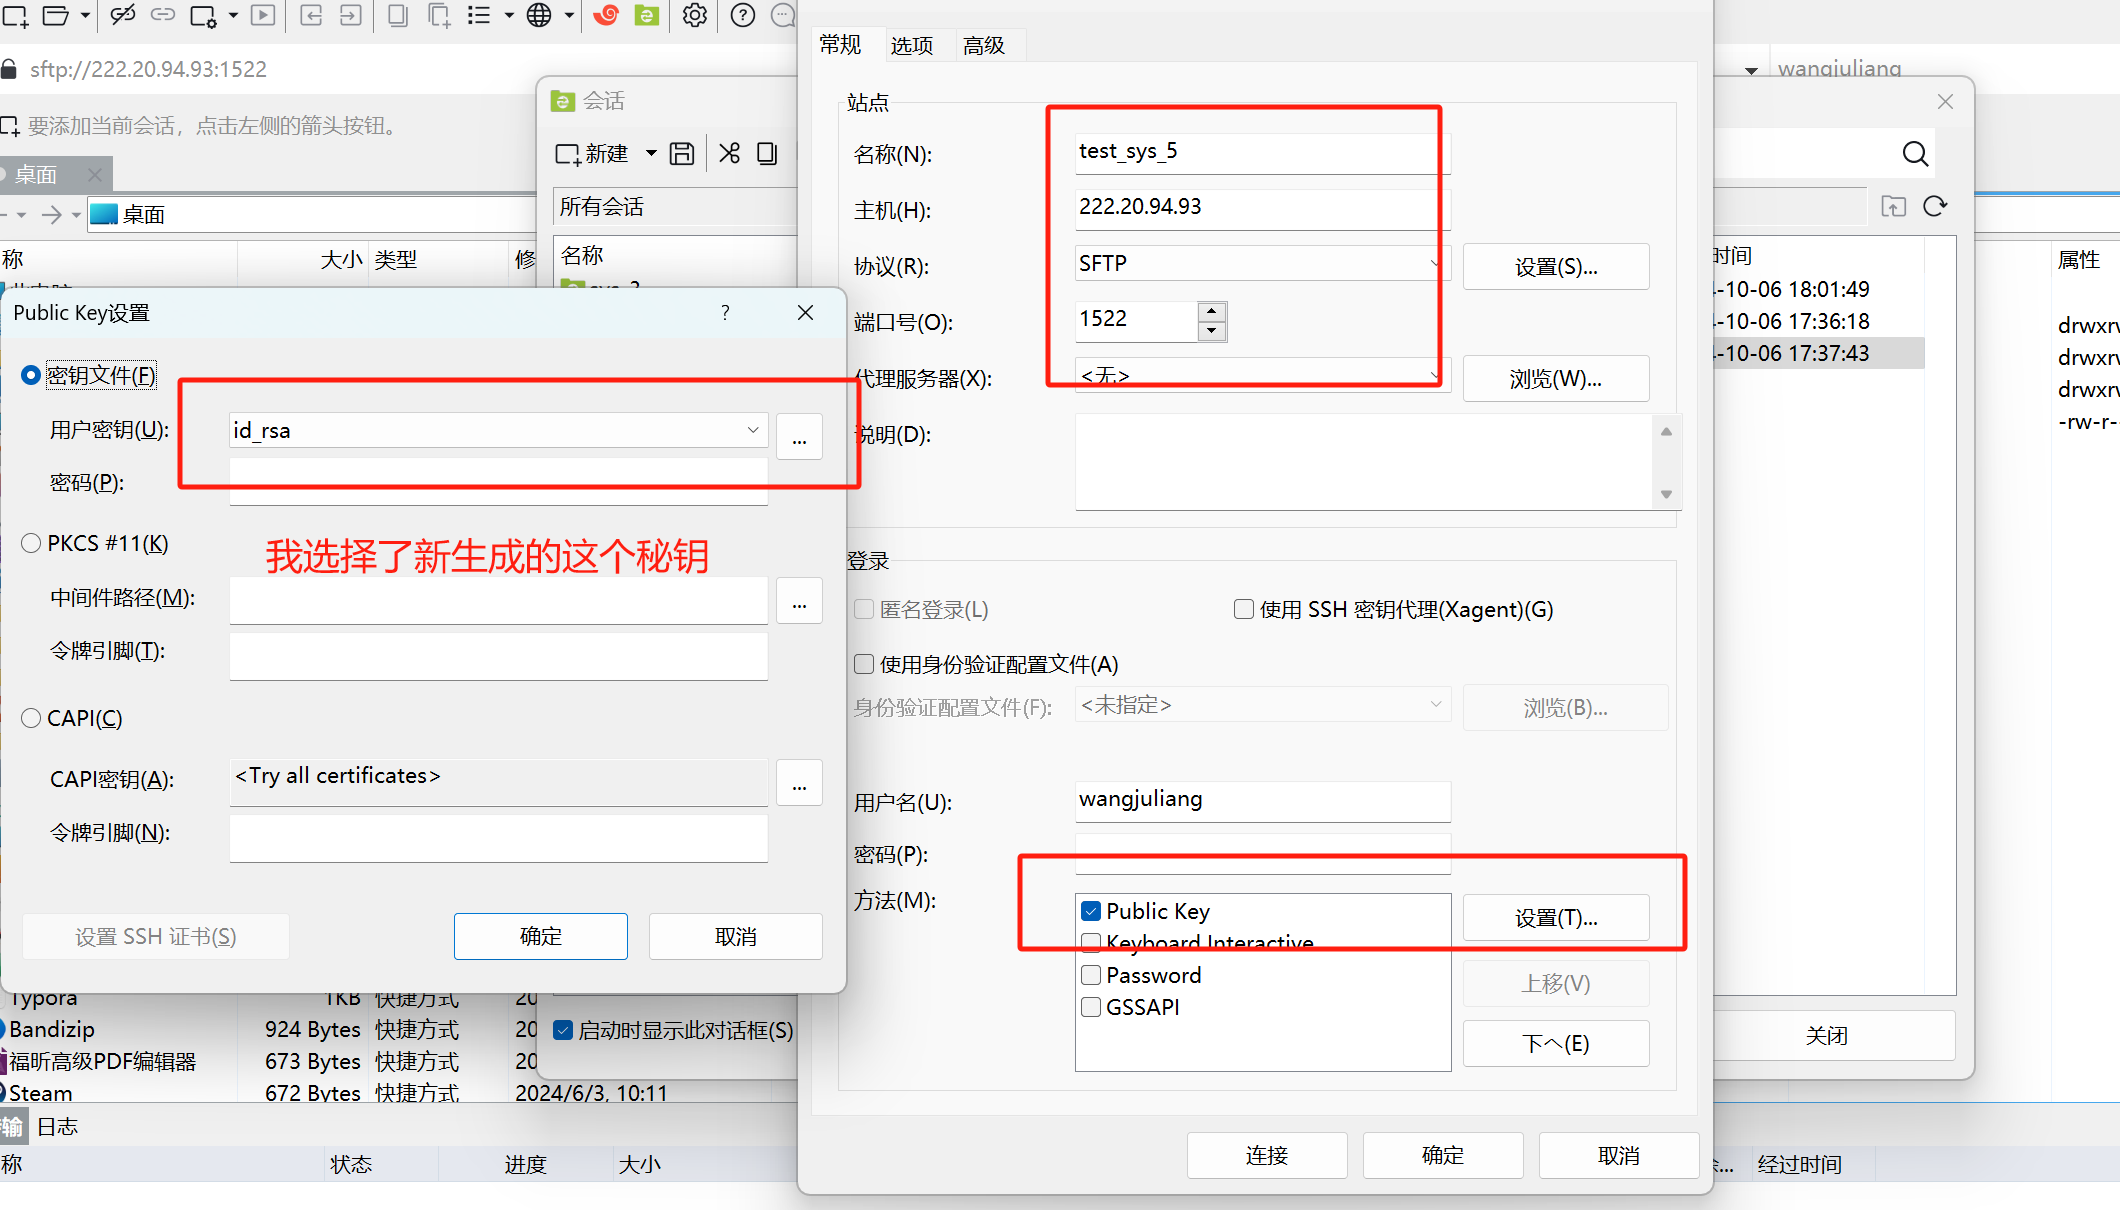 sftp://222.20.94.93:1522
wangjuliang
要添加当前会话，点击左侧的箭头按钮。
桌面
桌面
称
大小
类型
修
会话
新建
所有会话
名称
常规
选项
高级
站点
名称(N):
test_sys_5
主机(H):
222.20.94.93
协议(R):
SFTP
设置(S)...
端口号(O):
1522
代理服务器(X):
<无>
浏览(W)...
说明(D):
登录
匿名登录(L)
使用 SSH 密钥代理(Xagent)(G)
使用身份验证配置文件(A)
身份验证配置文件(F):
<未指定>
浏览(B)...
用户名(U):
wangjuliang
密码(P):
方法(M):
Public Key
设置(T)...
Keyboard Interactive
Password
上移(V)
GSSAPI
下へ(E)
连接
确定
取消
时间
-10-06 18:01:49
-10-06 17:36:18
-10-06 17:37:43
关闭
属性
drwxrw
drwxrw
drwxrw
-rw-r--
Public Key设置
?
密钥文件(F)
用户密钥(U):
id_rsa
...
密码(P):
PKCS #11(K)
我选择了新生成的这个秘钥
中间件路径(M):
...
令牌引脚(T):
CAPI(C)
CAPI密钥(A):
<Try all certificates>
...
令牌引脚(N):
设置 SSH 证书(S)
确定
取消
Typora
1KB
快捷方式
20
Bandizip
924 Bytes
快捷方式
20
福昕高级PDF编辑器
673 Bytes
快捷方式
20
Steam
672 Bytes
快捷方式
2024/6/3, 10:11
启动时显示此对话框(S)
输
日志
称
状态
进度
大小
经过时间